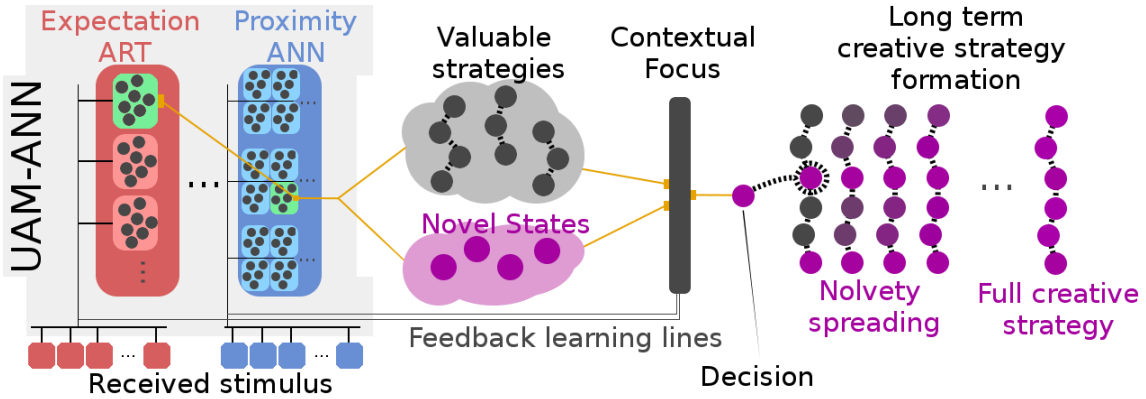 Expectation
ART
Proximity
ANN
UAM-ANN
...
...
...
...
...
...
...
Received stimulus
Valuable
strategies
Novel States
Feedback learning lines
Contextual
Focus
Decision
Long term
creative strategy
formation
...
Nolvety
spreading
Full creative
strategy